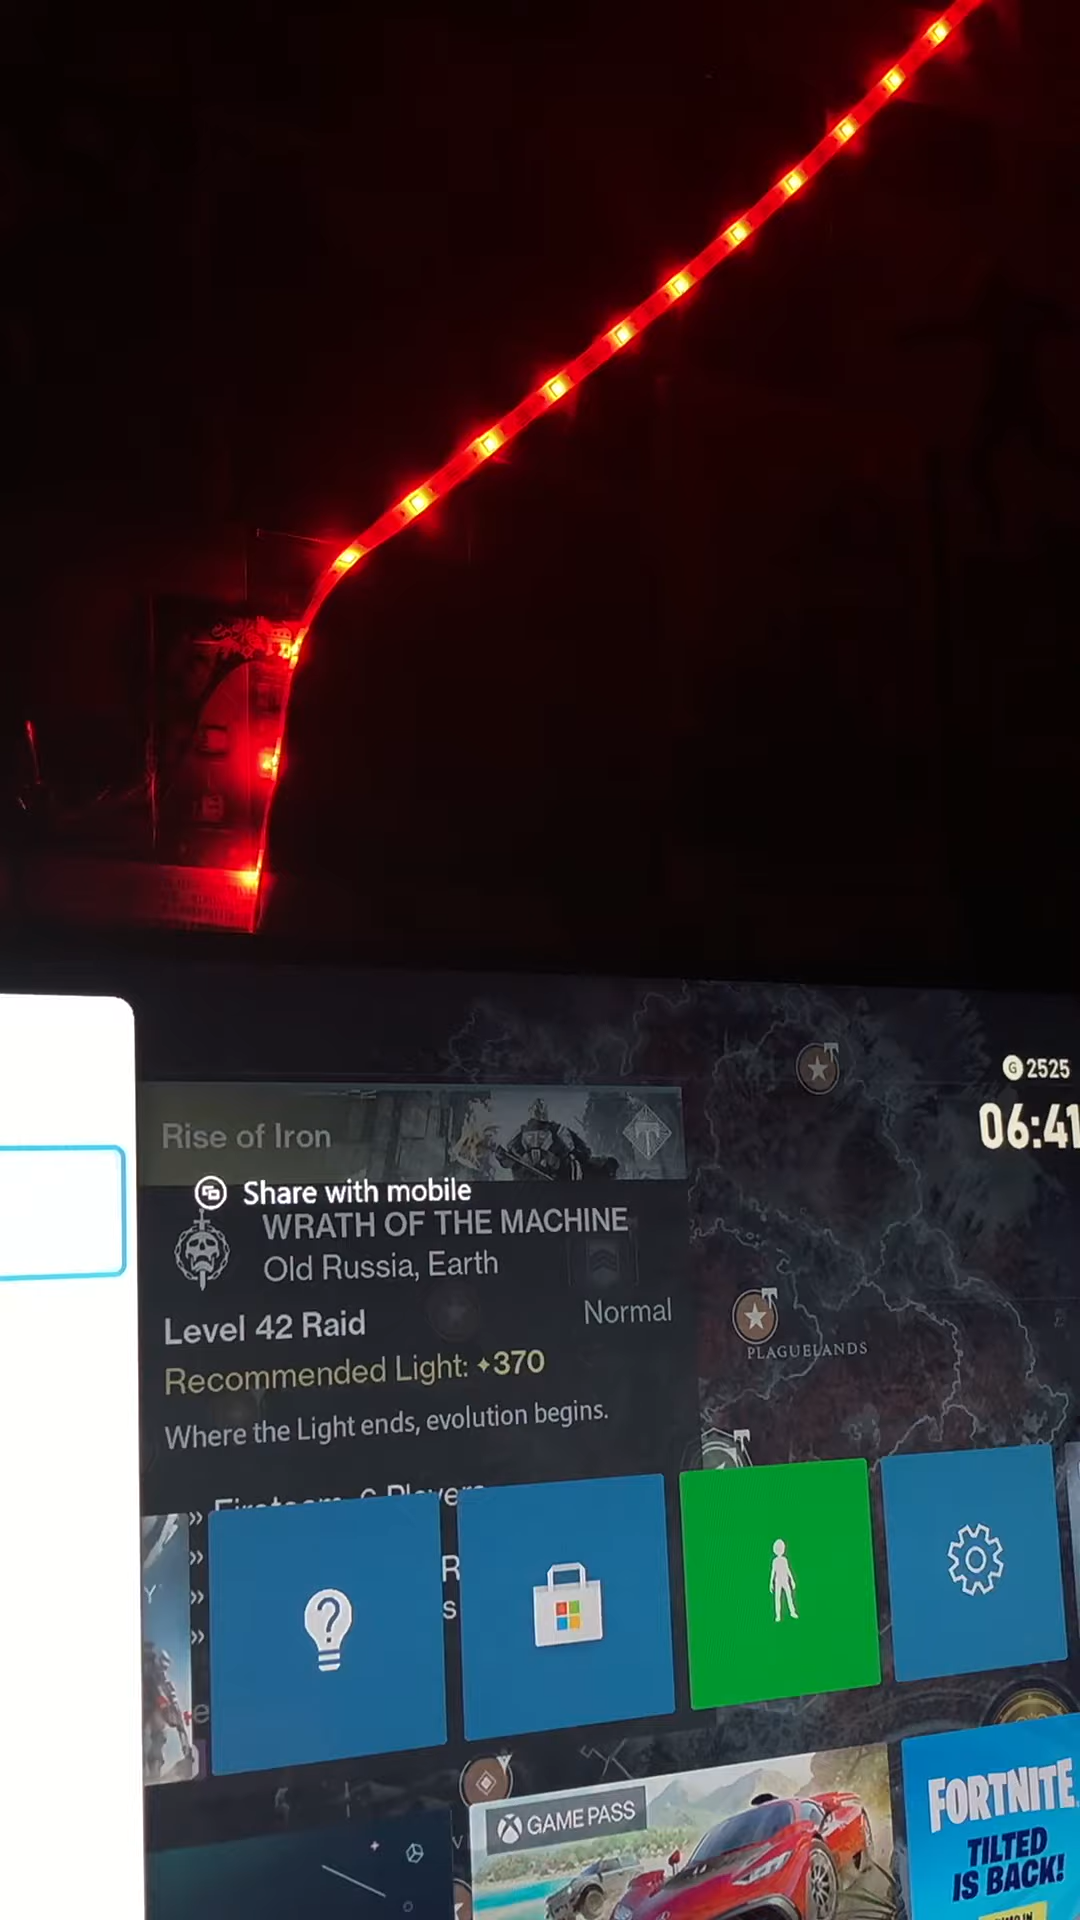 2525
06:41
Rise of Iron
Share with mobile
WRATH OF THE MACHINE
Old Russia, Earth
Level 42 Raid
Normal
Recommended Light: 370
PLAGUELANDS
Where the Light ends, evolution begins.
GAME PASS
FORTNITE
TILTED
IS BACK!